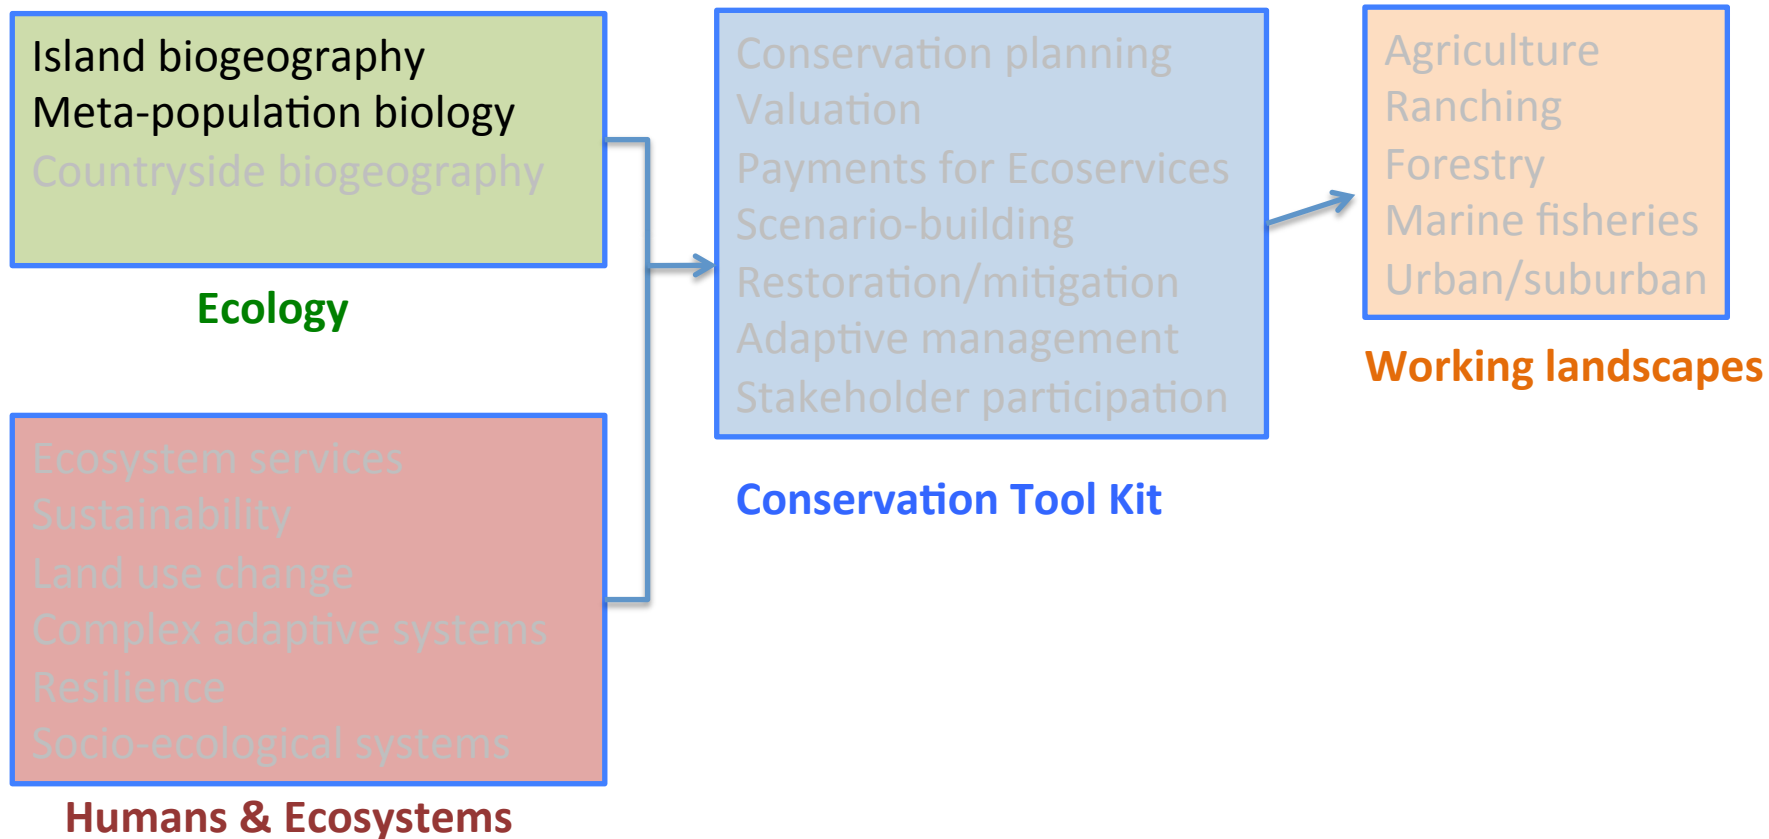 Island biogeography
Meta-population biology
Countryside biogeography
Ecology
Ecosystem services
Sustainability
Land use change
Complex adaptive systems
Resilience
Socio-ecological systems
Humans & Ecosystems
Conservation planning
Valuation
Payments for Ecoservices
Scenario-building
Restoration/mitigation
Adaptive management
Stakeholder participation
Conservation Tool Kit
Agriculture
Ranching
Forestry
Marine fisheries
Urban/suburban
Working landscapes